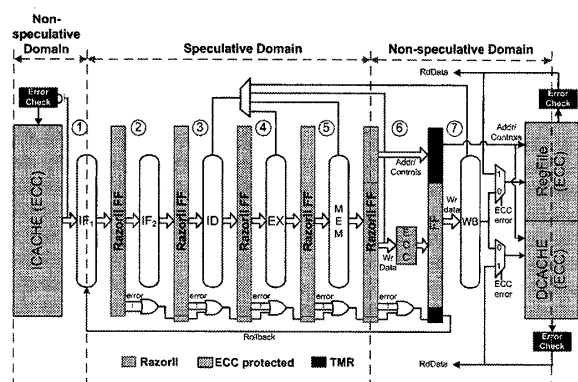 Non-
speculative
Domain
Speculative Domain
Non-speculative Domain
RdData
Error
Check
Error
Check
1
2
3
4
5
6
7
Addr/
Controls
Addr/
Controls
ICACHE (ECC)
IF1
RazorII FF
IF2
RazorII FF
ID
RazorII FF
EX
RazorII FF
MEM
RazorII FF
Wr
Data
ECC
FF
Wr
data
WB
1
0
ECC
error
0
1
ECC
error
RegFile
(ECC)
DCACHE
(ECC)
error
error
error
error
Rollback
Error
Check
RdData
RazorII
ECC protected
TMR